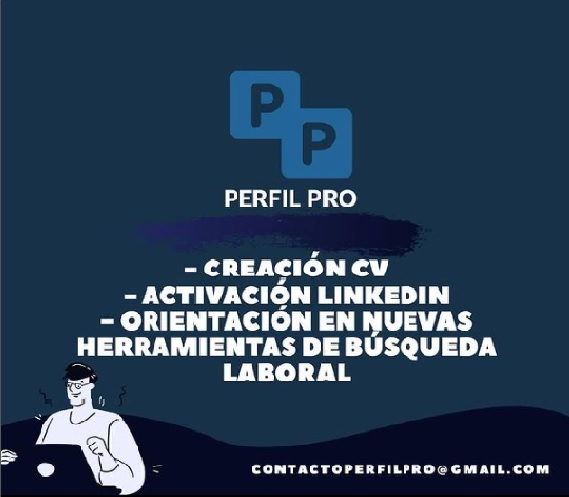 P
P
PERFIL PRO
- CREACIÓN CV
- ACTIVACIÓN LINKEDIN
- ORIENTACIÓN EN NUEVAS
HERRAMIENTAS DE BÚSQUEDA
LABORAL
CONTACTOPERFILPRO@GMAIL.COM